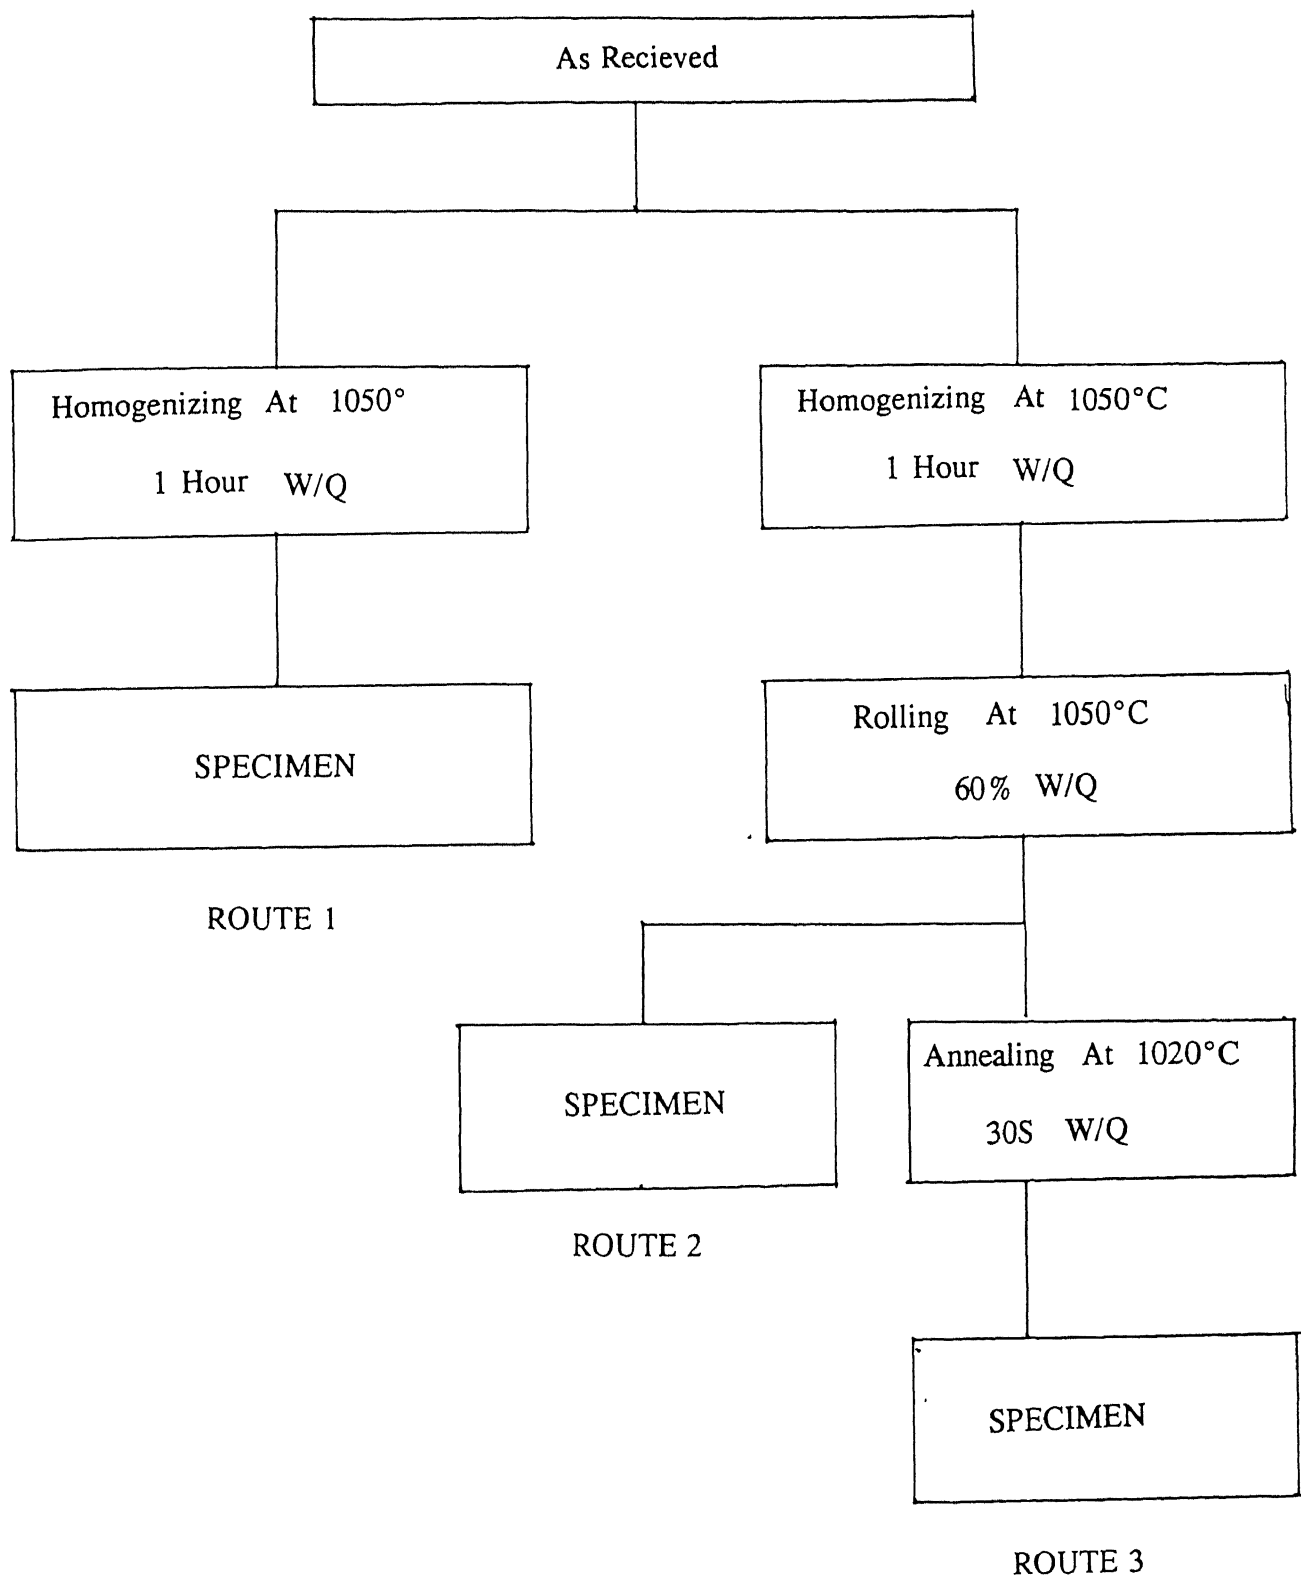 As Recieved
Homogenizing At 1050°
1 Hour W/Q
Homogenizing At 1050°C
1 Hour W/Q
SPECIMEN
ROUTE 1
Rolling At 1050°C
60% W/Q
SPECIMEN
ROUTE 2
Annealing At 1020°C
30S W/Q
SPECIMEN
ROUTE 3